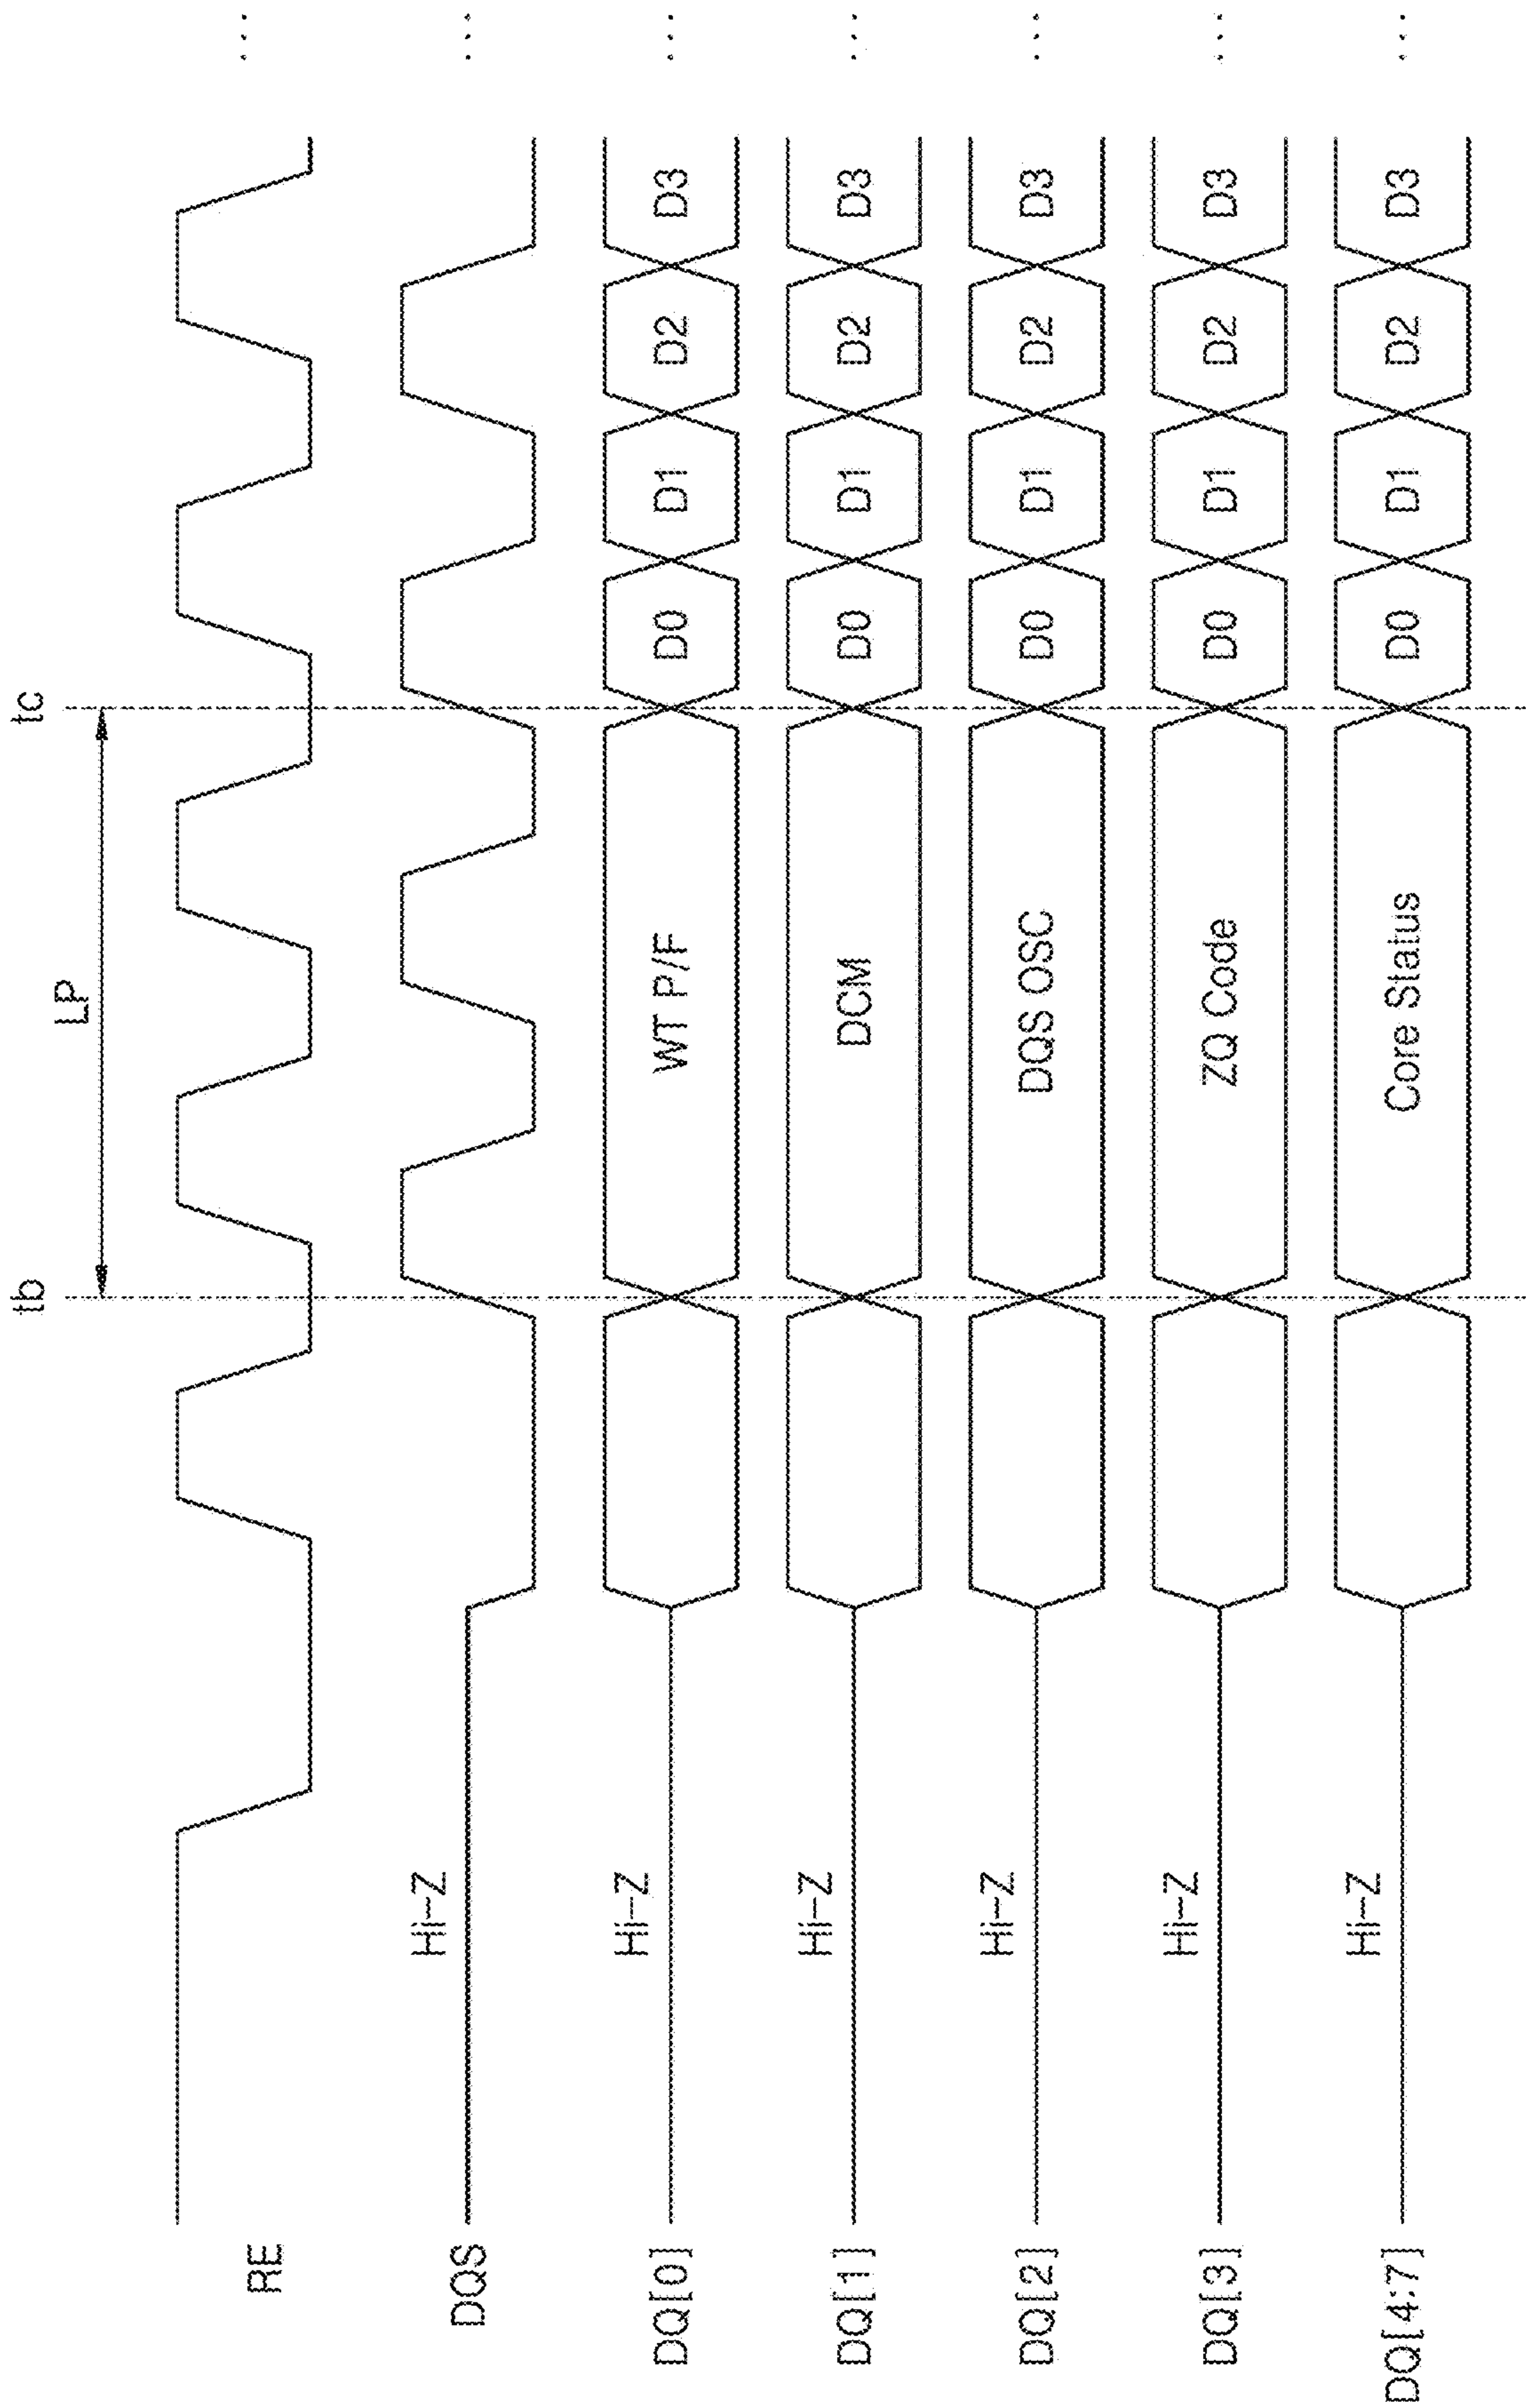 tb LP tc
RE ...
DQS Hi-Z ...
DQ[0] Hi-Z WT P/F D0 D1 D2 D3 ...
DQ[1] Hi-Z DCM D0 D1 D2 D3 ...
DQ[2] Hi-Z DQS OSC D0 D1 D2 D3 ...
DQ[3] Hi-Z ZQ Code D0 D1 D2 D3 ...
DQ[4:7] Hi-Z Core Status D0 D1 D2 D3 ...